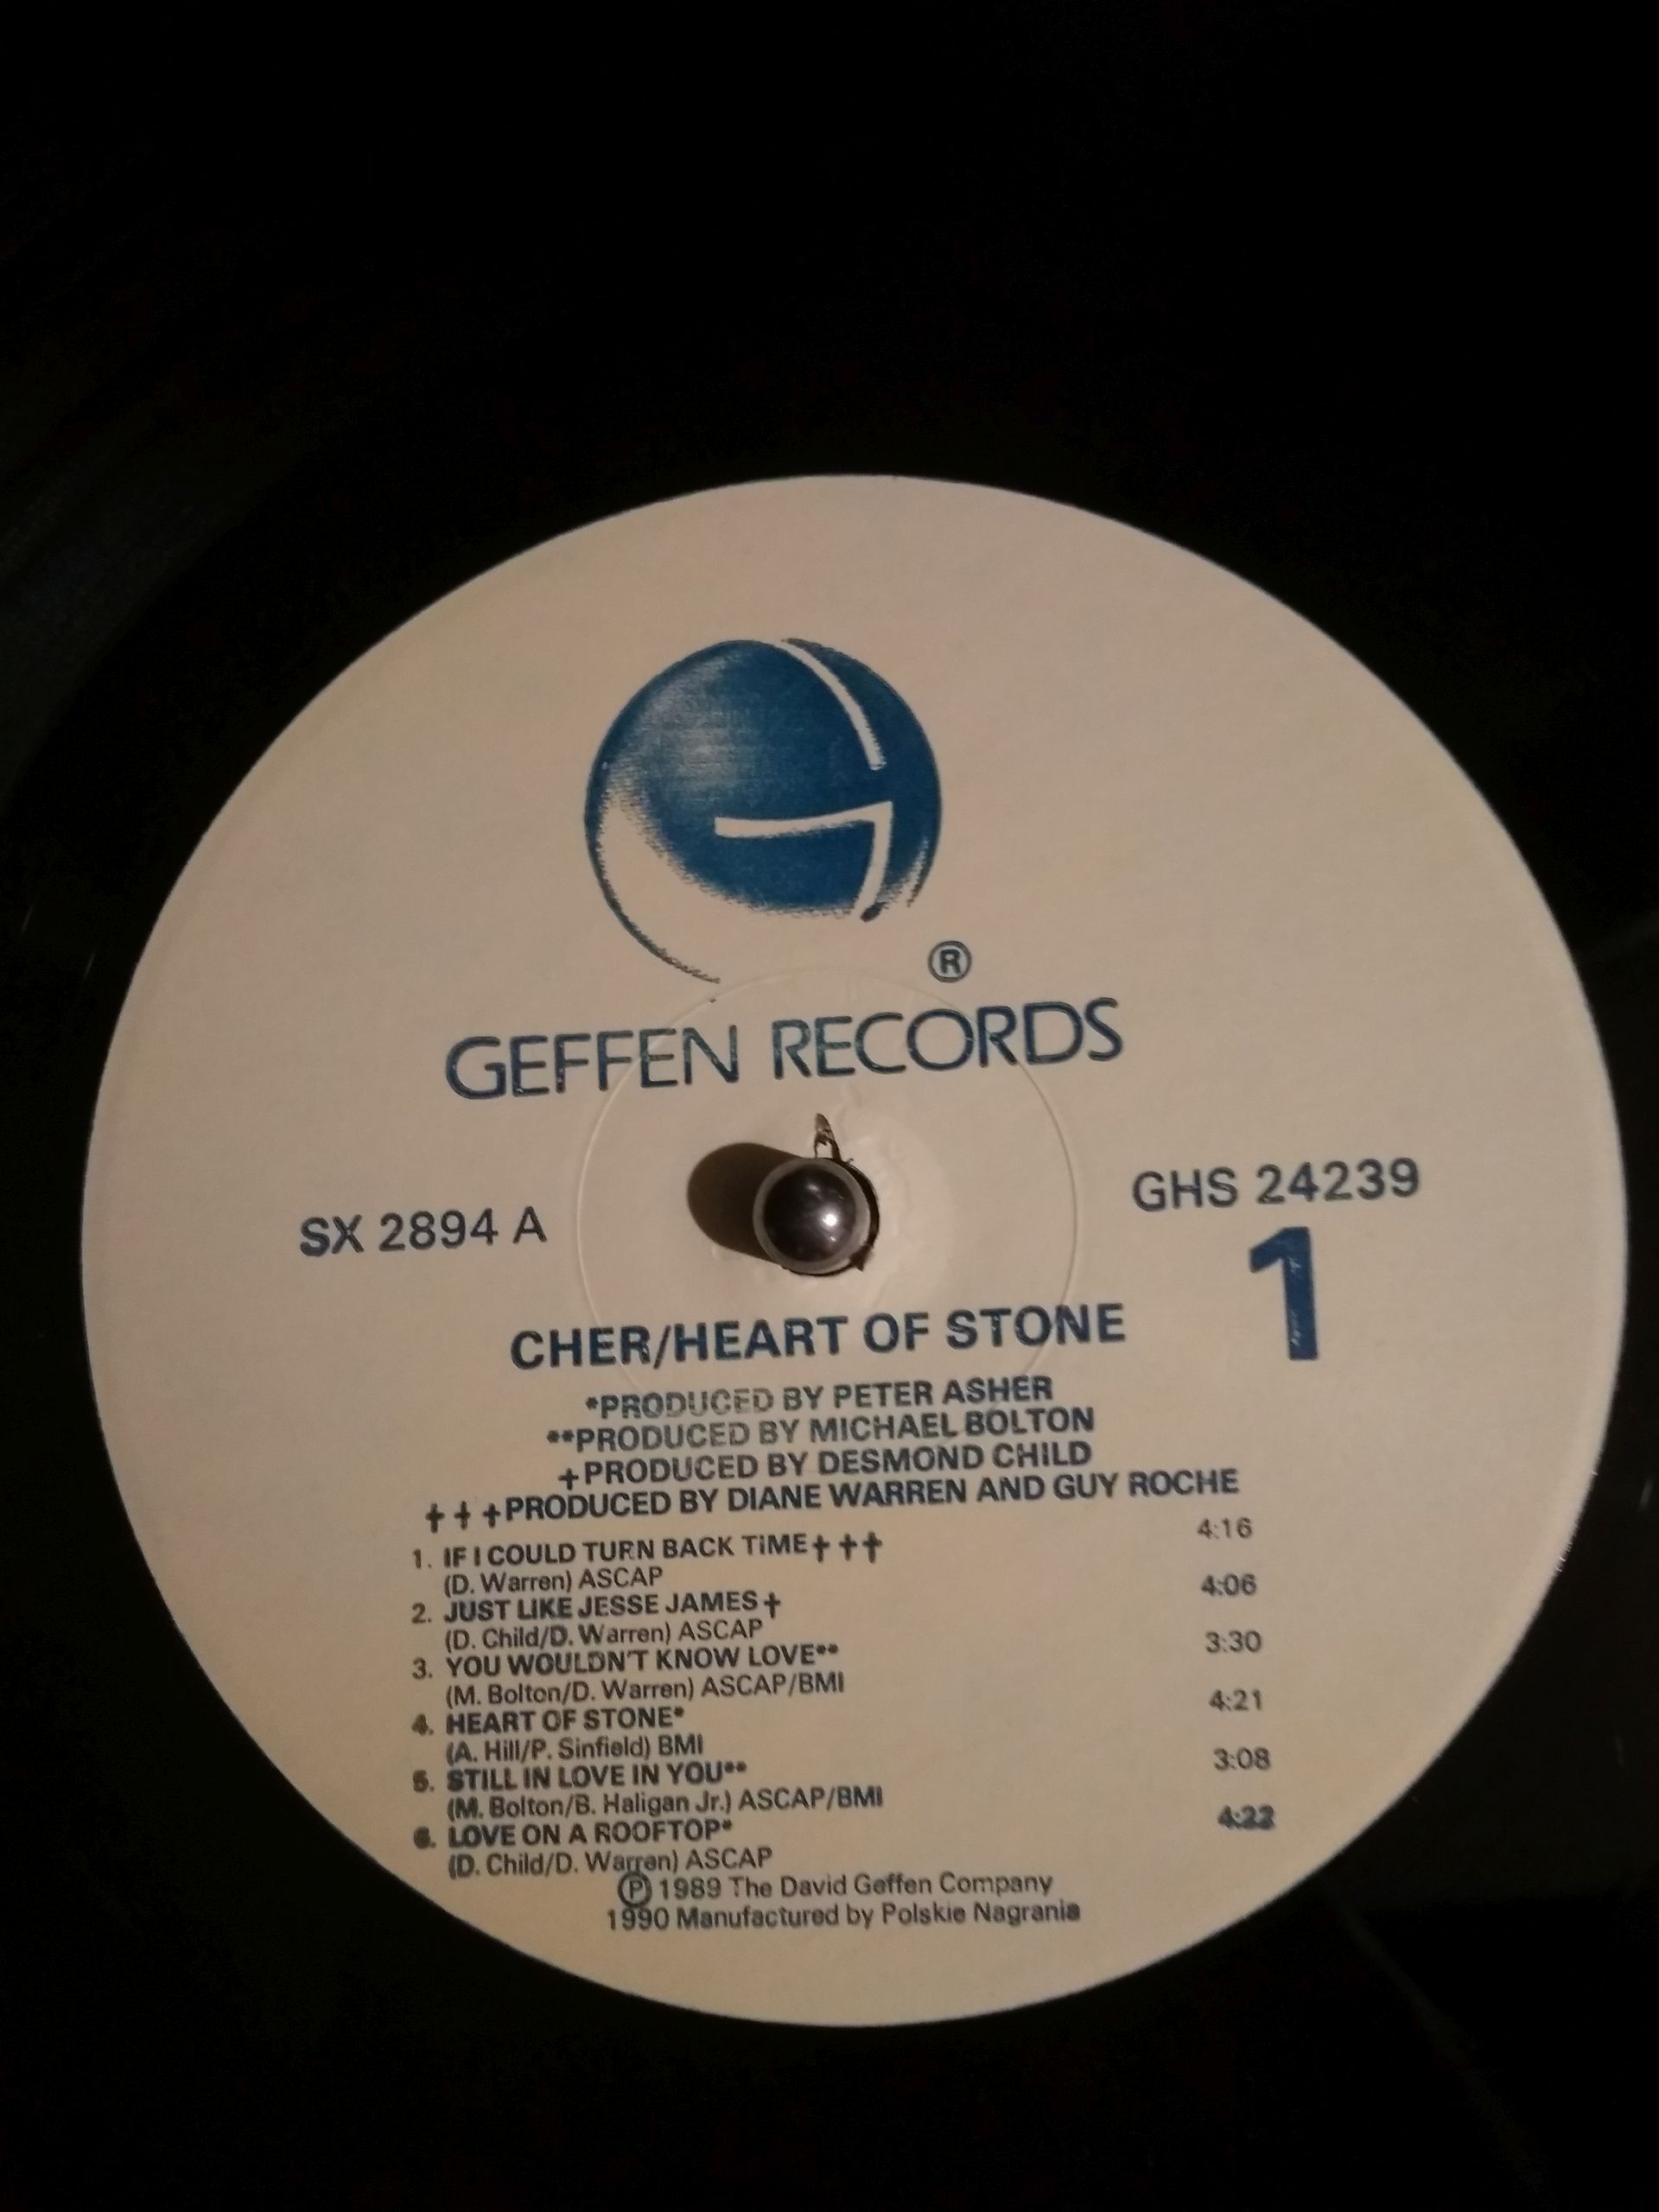 ®
GEFFEN RECORDS
SX 2894 A
GHS 24239
1
CHER/HEART OF STONE
*PRODUCED BY PETER ASHER
**PRODUCED BY MICHAEL BOLTON
+PRODUCED BY DESMOND CHILD
†††PRODUCED BY DIANE WARREN AND GUY ROCHE
1. IF I COULD TURN BACK TIME††† 4:16
(D. Warren) ASCAP
2. JUST LIKE JESSE JAMES† 4:06
(D. Child/D. Warren) ASCAP
3. YOU WOULDN'T KNOW LOVE** 3:30
(M. Bolton/D. Warren) ASCAP/BMI
4. HEART OF STONE* 4:21
(A. Hill/P. Sinfield) BMI
5. STILL IN LOVE IN YOU** 3:08
(M. Bolton/B. Haligan Jr.) ASCAP/BMI
6. LOVE ON A ROOFTOP* 4:22
(D. Child/D. Warren) ASCAP
Ⓟ 1989 The David Geffen Company
1990 Manufactured by Polskie Nagrania